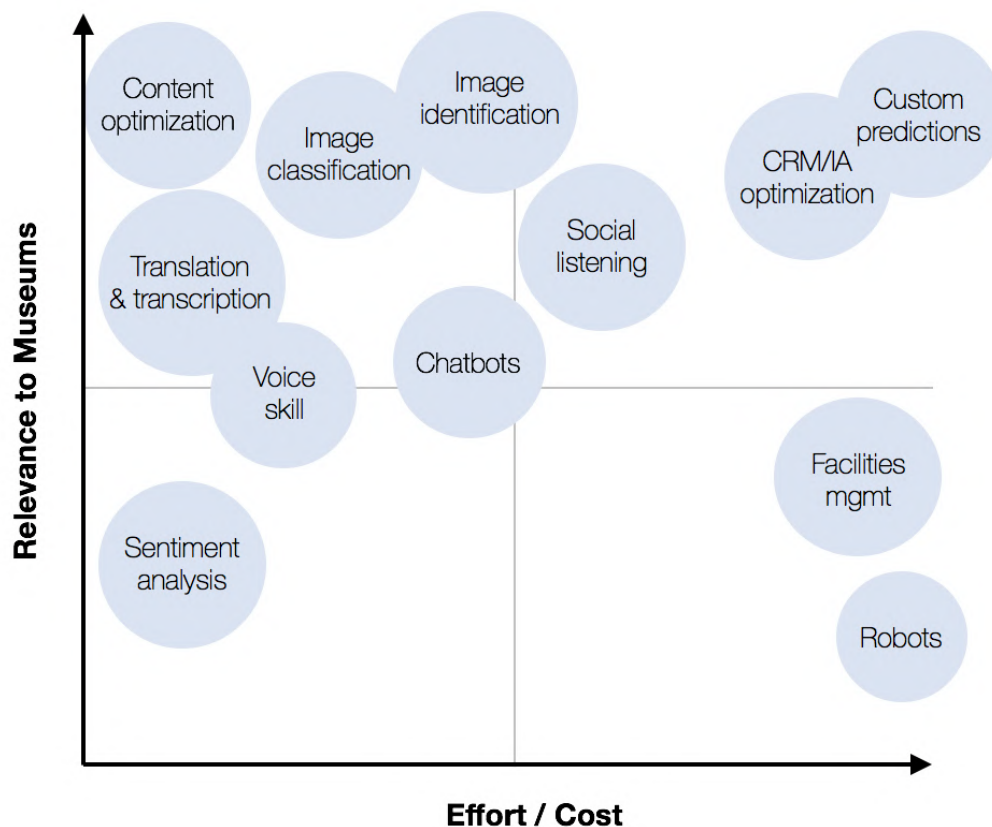 Content
optimization
Image
classification
Image
identification
Custom
predictions
CRM/IA
optimization
Social
listening
Translation
& transcription
Voice
skill
Chatbots
Facilities
mgmt
Sentiment
analysis
Robots
Relevance to Museums
Effort / Cost